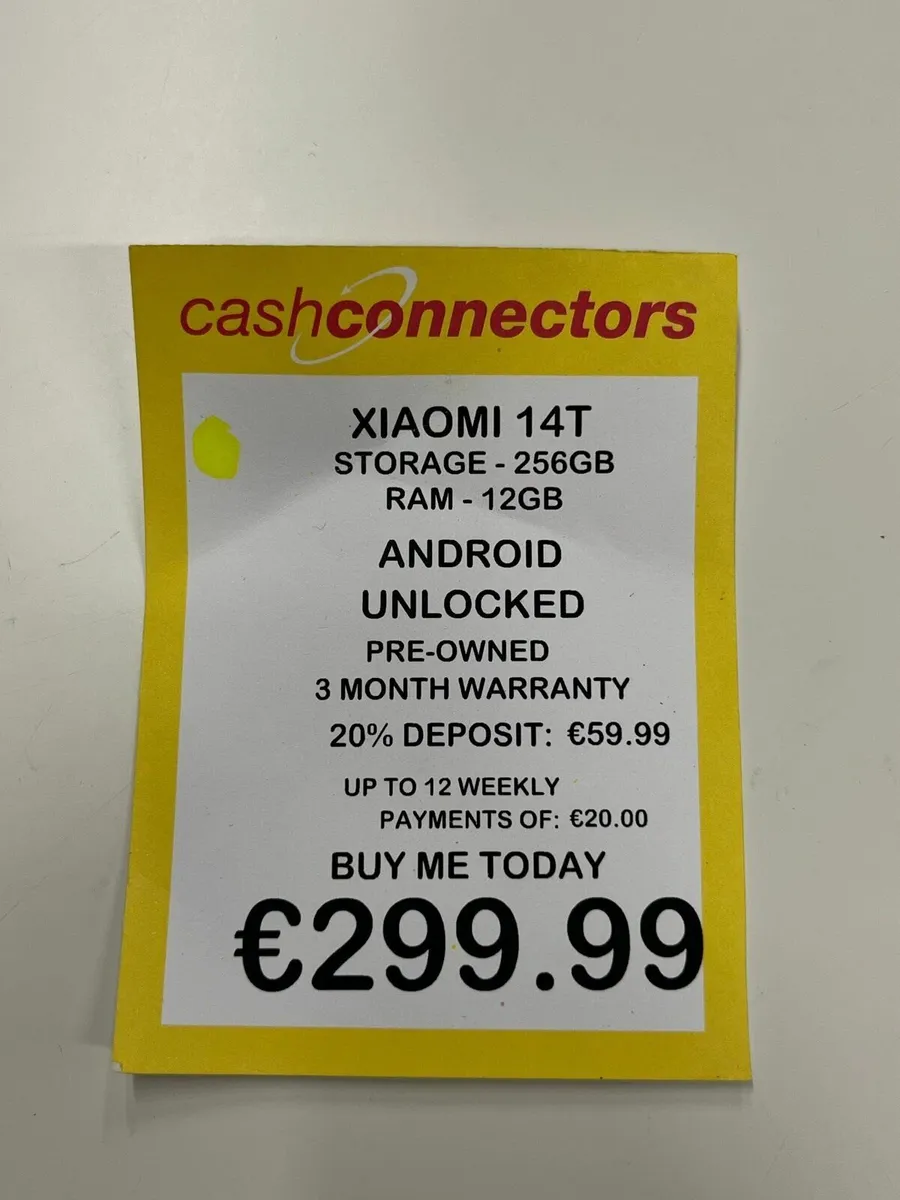 cashconnectors
XIAOMI 14T
STORAGE - 256GB
RAM - 12GB
ANDROID
UNLOCKED
PRE-OWNED
3 MONTH WARRANTY
20% DEPOSIT: €59.99
UP TO 12 WEEKLY
PAYMENTS OF: €20.00
BUY ME TODAY
€299.99